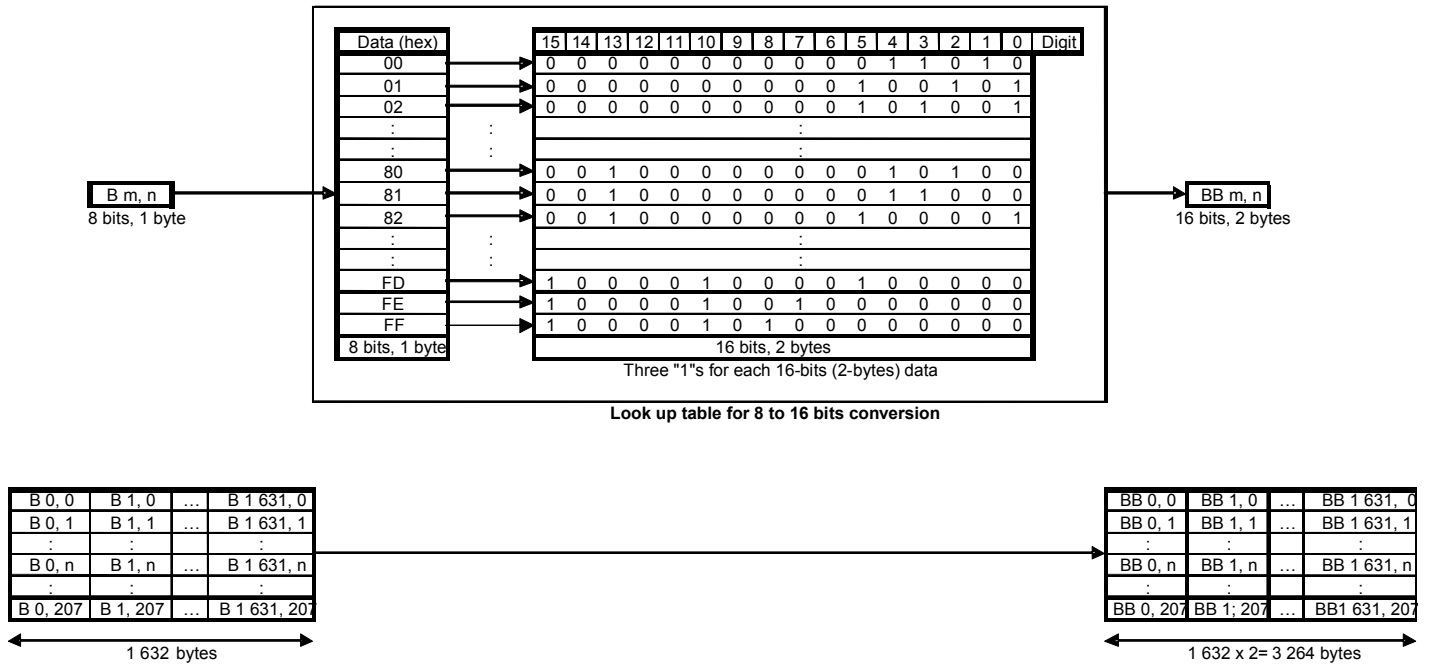 Data (hex) 15 14 13 12 11 10 9 8 7 6 5 4 3 2 1 0 Digit
00 0 0 0 0 0 0 0 0 0 0 0 1 1 0 1 0
01 0 0 0 0 0 0 0 0 0 0 1 0 0 1 0 1
02 0 0 0 0 0 0 0 0 0 0 1 0 1 0 0 1
: : :
: : :
80 0 0 1 0 0 0 0 0 0 0 0 1 0 1 0 0
81 0 0 1 0 0 0 0 0 0 0 0 1 1 0 0 0
82 0 0 1 0 0 0 0 0 0 0 1 0 0 0 0 1
: : :
: : :
FD 1 0 0 0 0 1 0 0 0 0 1 0 0 0 0 0
FE 1 0 0 0 0 1 0 0 1 0 0 0 0 0 0 0
FF 1 0 0 0 0 1 0 1 0 0 0 0 0 0 0 0
8 bits, 1 byte 16 bits, 2 bytes
Three "1"s for each 16-bits (2-bytes) data
B m, n
8 bits, 1 byte
BB m, n
16 bits, 2 bytes
Look up table for 8 to 16 bits conversion
B 0, 0 B 1, 0 … B 1 631, 0
B 0, 1 B 1, 1 … B 1 631, 1
: : :
B 0, n B 1, n … B 1 631, n
: : :
B 0, 207 B 1, 207 … B 1 631, 207
1 632 bytes
BB 0, 0 BB 1, 0 … BB 1 631, 0
BB 0, 1 BB 1, 1 … BB 1 631, 1
: : :
BB 0, n BB 1, n … BB 1 631, n
: : :
BB 0, 207 BB 1; 207 … BB1 631, 207
1 632 x 2= 3 264 bytes